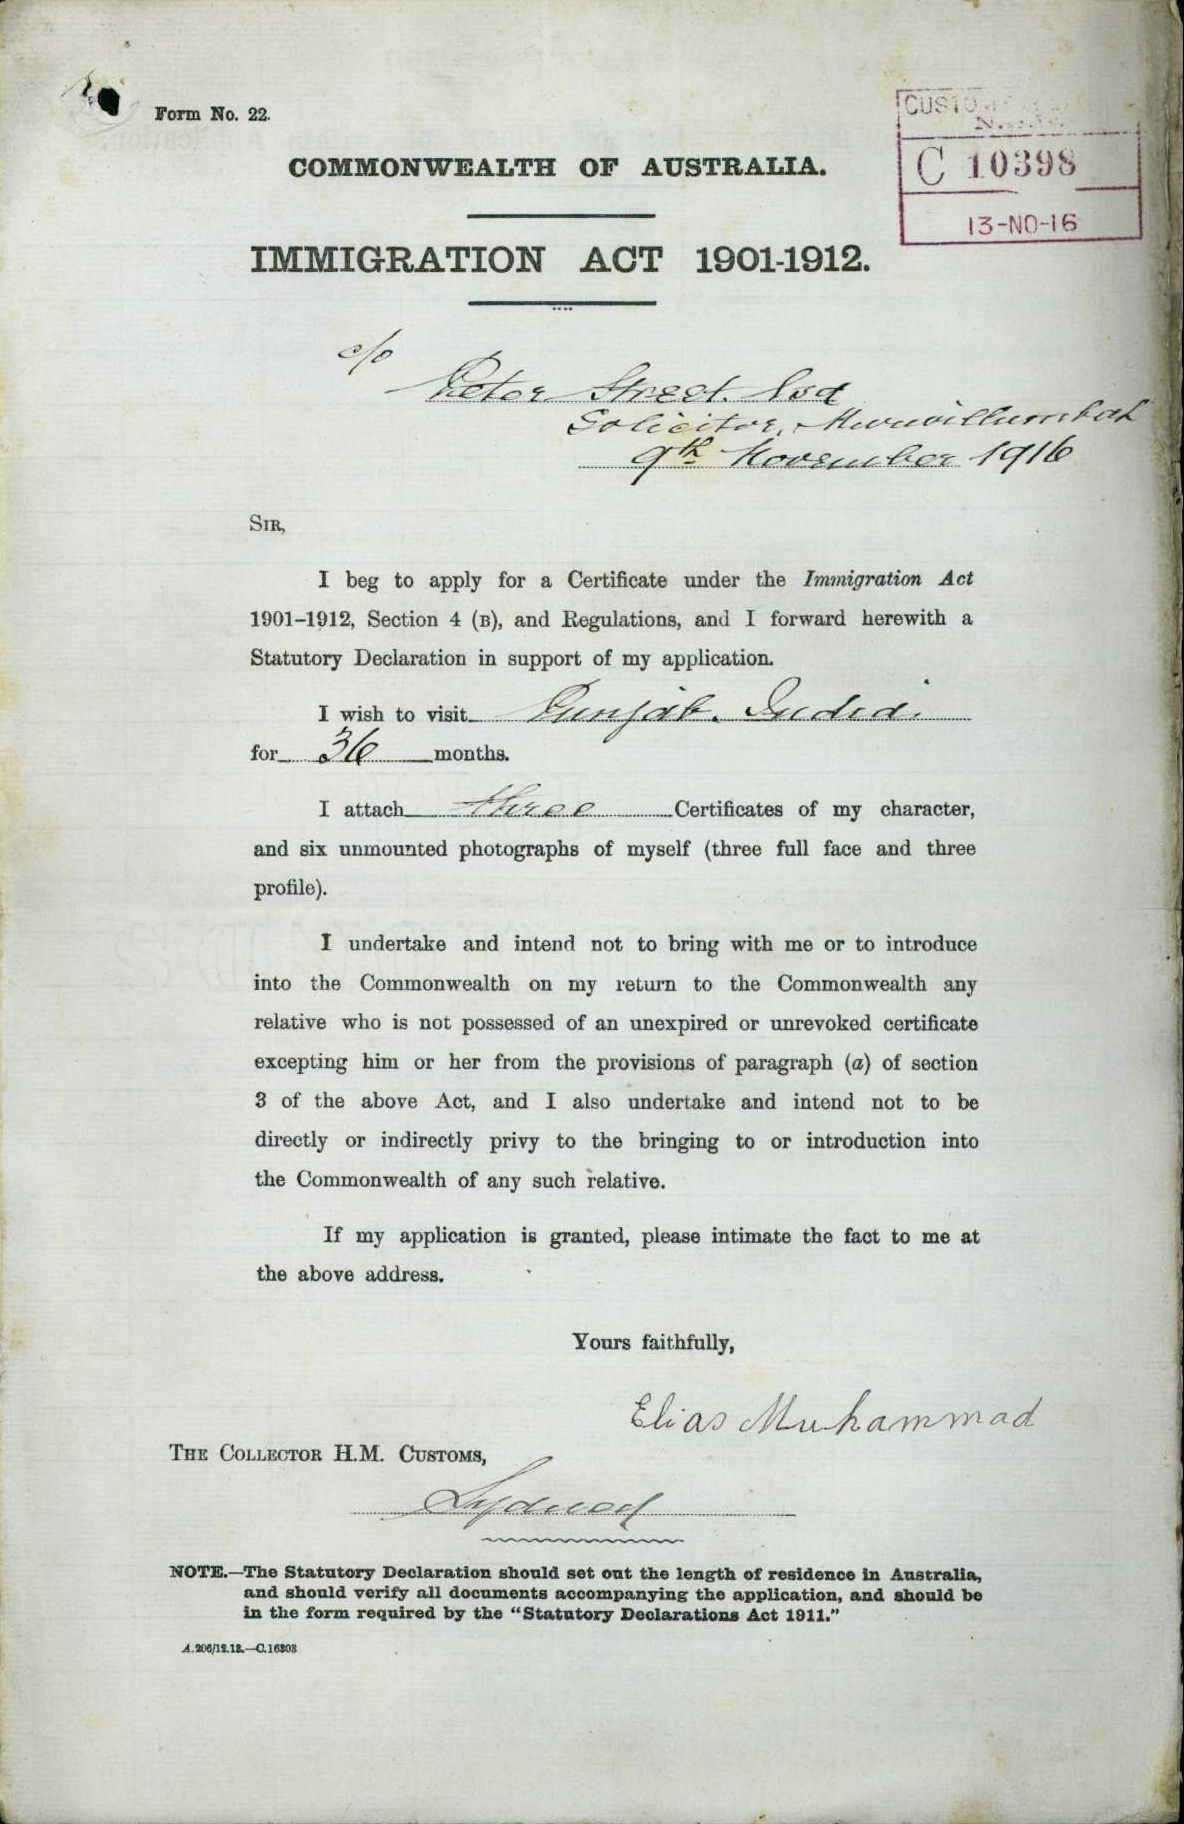 Form No. 22.
CUSTOM
N.
C 10398
13-NO-16
COMMONWEALTH OF AUSTRALIA.
IMMIGRATION ACT 1901-1912.
c/o
Street. Esq
Solicitor, Murwillumbah
9th November 1916
SIR,
I beg to apply for a Certificate under the Immigration Act
1901–1912, Section 4 (B), and Regulations, and I forward herewith a
Statutory Declaration in support of my application.
I wish to visit Punjab. India.
for 36 months.
I attach three Certificates of my character,
and six unmounted photographs of myself (three full face and three
profile).
I undertake and intend not to bring with me or to introduce
into the Commonwealth on my return to the Commonwealth any
relative who is not possessed of an unexpired or unrevoked certificate
excepting him or her from the provisions of paragraph (a) of section
3 of the above Act, and I also undertake and intend not to be
directly or indirectly privy to the bringing to or introduction into
the Commonwealth of any such relative.
If my application is granted, please intimate the fact to me at
the above address.
Yours faithfully,
Elias Muhammad
THE COLLECTOR H.M. CUSTOMS,
Sydney
NOTE.—The Statutory Declaration should set out the length of residence in Australia,
and should verify all documents accompanying the application, and should be
in the form required by the “Statutory Declarations Act 1911.”
A.206/12.13.—C.16303